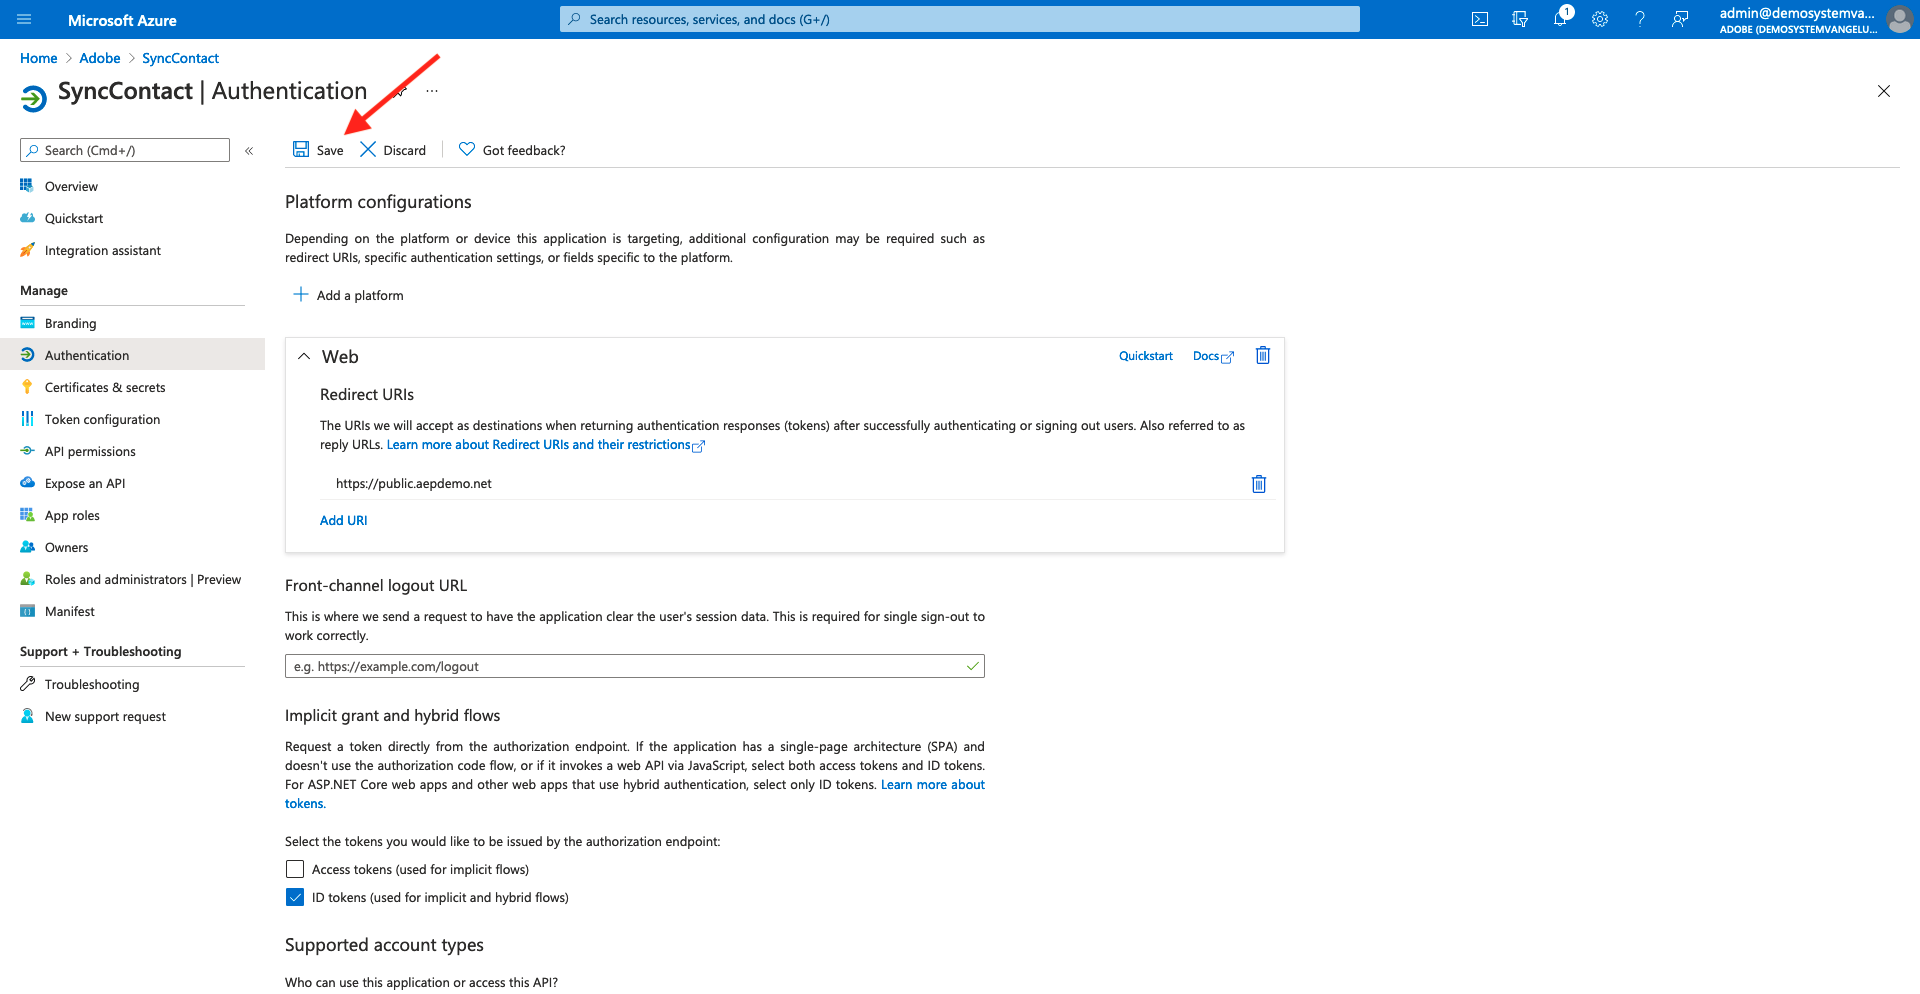 Microsoft Azure
Search resources, services, and docs (G+/)
1
admin@demosystemva...
ADOBE (DEMOSYSTEMVANGELU...
Home > Adobe > SyncContact
SyncContact | Authentication
...
Search (Cmd+/)
«
Save
Discard
Got feedback?
Overview
Quickstart
Integration assistant
Manage
Branding
Authentication
Certificates & secrets
Token configuration
API permissions
Expose an API
App roles
Owners
Roles and administrators | Preview
Manifest
Support + Troubleshooting
Troubleshooting
New support request
Platform configurations
Depending on the platform or device this application is targeting, additional configuration may be required such as
redirect URIs, specific authentication settings, or fields specific to the platform.
Add a platform
Web
Quickstart
Docs
Redirect URIs
The URIs we will accept as destinations when returning authentication responses (tokens) after successfully authenticating or signing out users. Also referred to as
reply URLs. Learn more about Redirect URIs and their restrictions
https://public.aepdemo.net
Add URI
Front-channel logout URL
This is where we send a request to have the application clear the user's session data. This is required for single sign-out to
work correctly.
e.g. https://example.com/logout
Implicit grant and hybrid flows
Request a token directly from the authorization endpoint. If the application has a single-page architecture (SPA) and
doesn't use the authorization code flow, or if it invokes a web API via JavaScript, select both access tokens and ID tokens.
For ASP.NET Core web apps and other web apps that use hybrid authentication, select only ID tokens. Learn more about
tokens.
Select the tokens you would like to be issued by the authorization endpoint:
Access tokens (used for implicit flows)
ID tokens (used for implicit and hybrid flows)
Supported account types
Who can use this application or access this API?